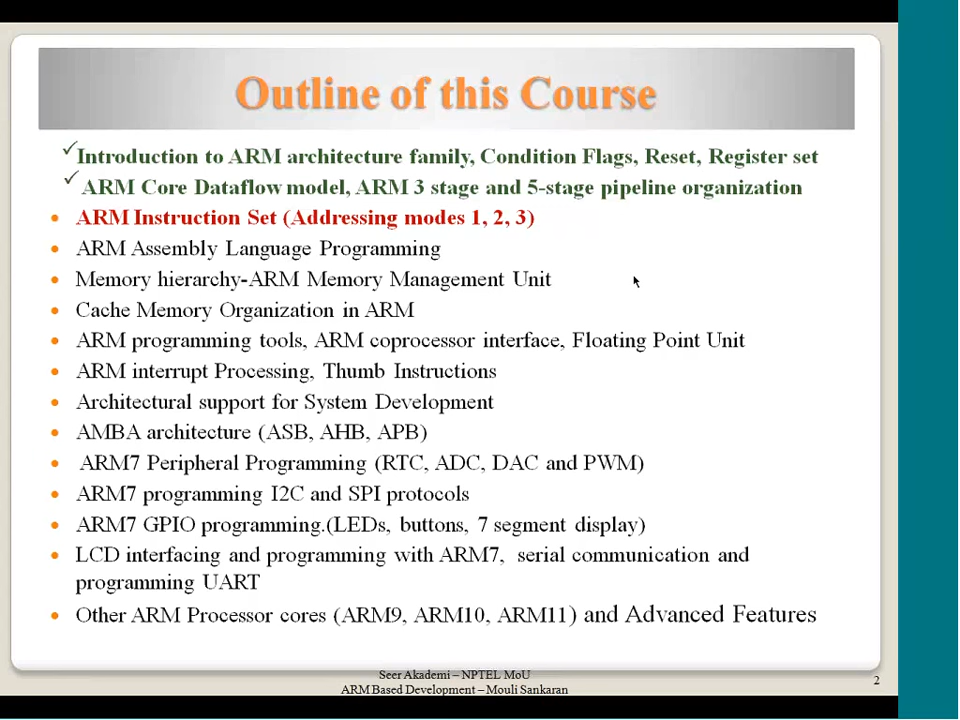 Outline of this Course
Introduction to ARM architecture family, Condition Flags, Reset, Register set
ARM Core Dataflow model, ARM 3 stage and 5-stage pipeline organization
ARM Instruction Set (Addressing modes 1, 2, 3)
ARM Assembly Language Programming
Memory hierarchy-ARM Memory Management Unit
Cache Memory Organization in ARM
ARM programming tools, ARM coprocessor interface, Floating Point Unit
ARM interrupt Processing, Thumb Instructions
Architectural support for System Development
AMBA architecture (ASB, AHB, APB)
ARM7 Peripheral Programming (RTC, ADC, DAC and PWM)
ARM7 programming I2C and SPI protocols
ARM7 GPIO programming.(LEDs, buttons, 7 segment display)
LCD interfacing and programming with ARM7, serial communication and
programming UART
Other ARM Processor cores (ARM9, ARM10, ARM11) and Advanced Features
Seer Akademi – NPTEL MoU
ARM Based Development – Mouli Sankaran
2